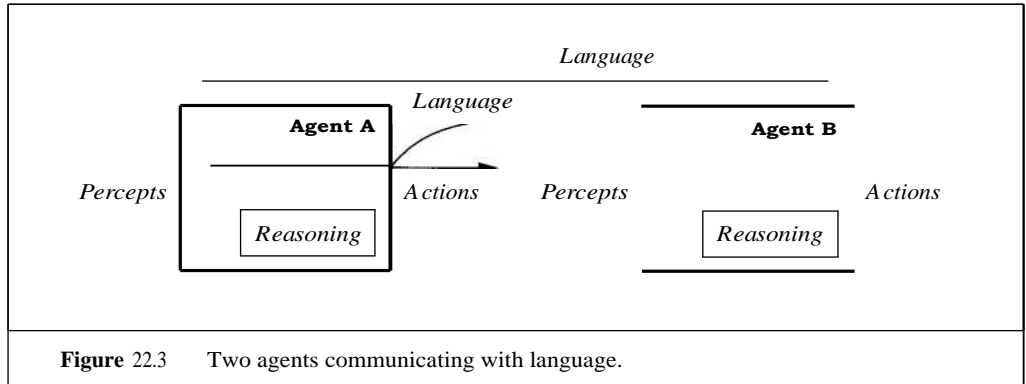 Language
Language
Agent A
Agent B
Percepts
Actions
Percepts
Actions
Reasoning
Reasoning
Figure 22.3 Two agents communicating with language.